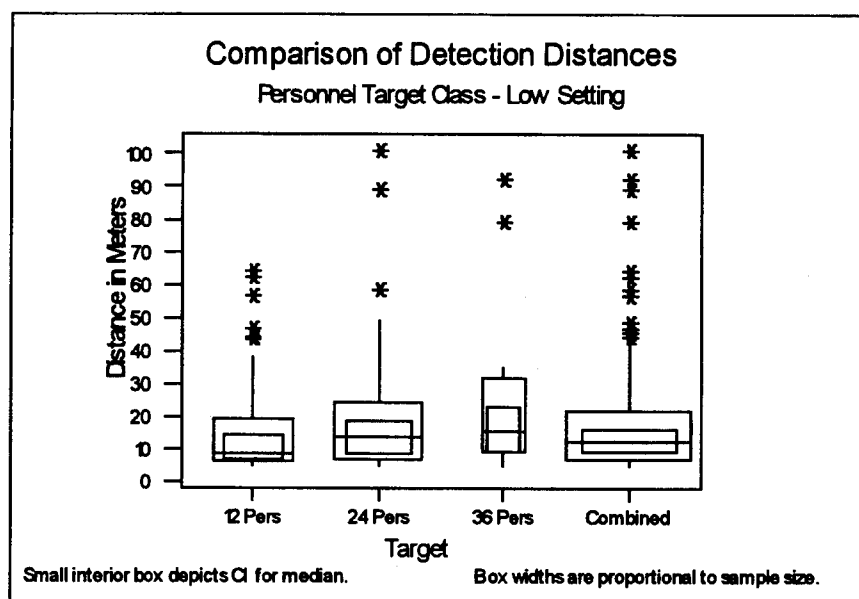 Comparison of Detection Distances
Personnel Target Class - Low Setting
Distance in Meters
100
90
80
70
60
50
40
30
20
10
0
12 Pers 24 Pers 36 Pers Combined
Target
Small interior box depicts CI for median. Box widths are proportional to sample size.